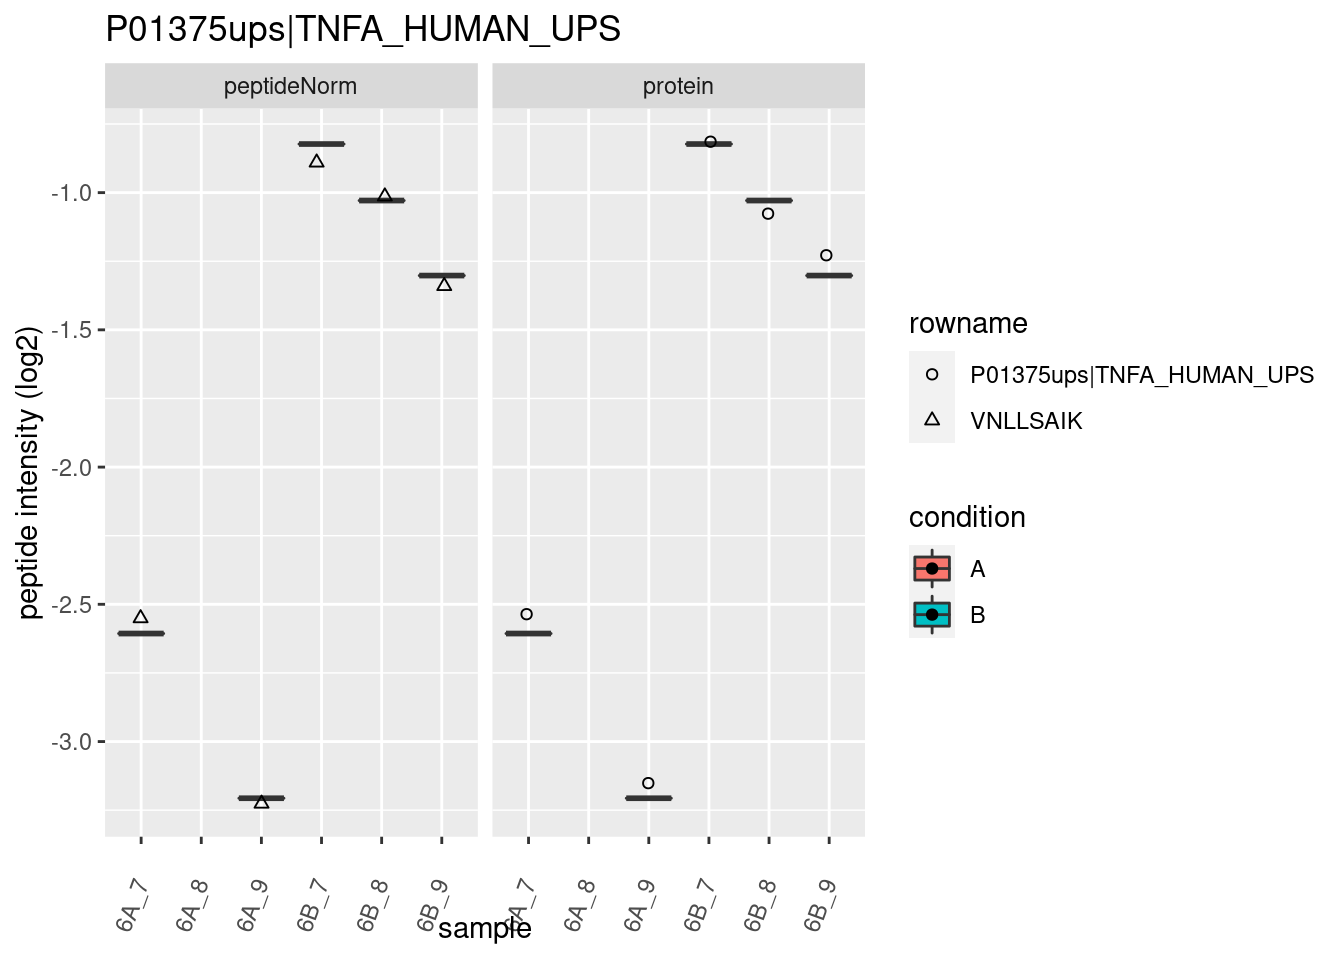 P01375ups|TNFA_HUMAN_UPS
peptideNorm
protein
-1.0
-1.5
-2.0
-2.5
-3.0
peptide intensity (log2)
6A_7
6A_8
6A_9
6B_7
6B_8
6B_9
6A_7
6A_8
6A_9
6B_7
6B_8
6B_9
sample
rowname
P01375ups|TNFA_HUMAN_UPS
VNLLSAIK
condition
A
B